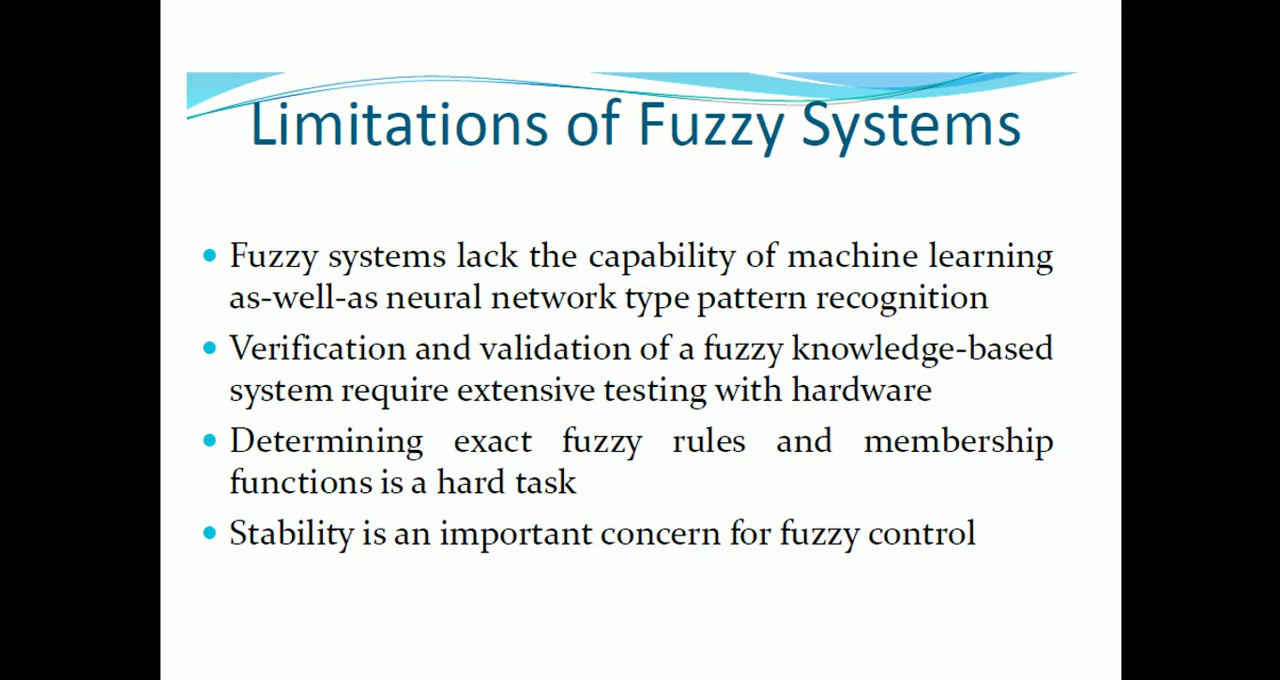 Limitations of Fuzzy Systems
• Fuzzy systems lack the capability of machine learning
as-well-as neural network type pattern recognition
• Verification and validation of a fuzzy knowledge-based
system require extensive testing with hardware
• Determining exact fuzzy rules and membership
functions is a hard task
• Stability is an important concern for fuzzy control